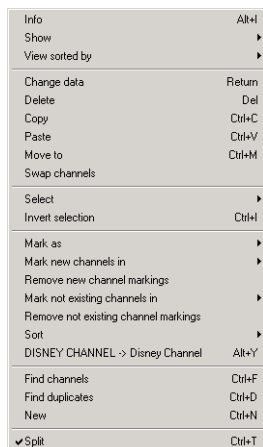 Info Alt+I
Show
View sorted by
Change data Return
Delete Del
Copy Ctrl+C
Paste Ctrl+V
Move to Ctrl+M
Swap channels
Select
Invert selection Ctrl+I
Mark as
Mark new channels in
Remove new channel markings
Mark not existing channels in
Remove not existing channel markings
Sort
DISNEY CHANNEL -> Disney Channel Alt+Y
Find channels Ctrl+F
Find duplicates Ctrl+D
New Ctrl+N
Split Ctrl+T